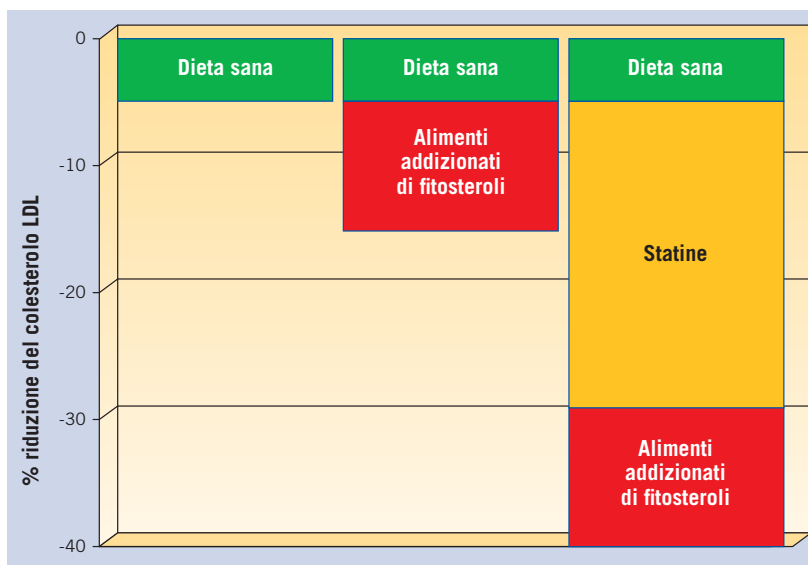 % riduzione del colesterolo LDL
0
-10
-20
-30
-40
Dieta sana
Dieta sana
Alimenti
addizionati
di fitosteroli
Dieta sana
Statine
Alimenti
addizionati
di fitosteroli